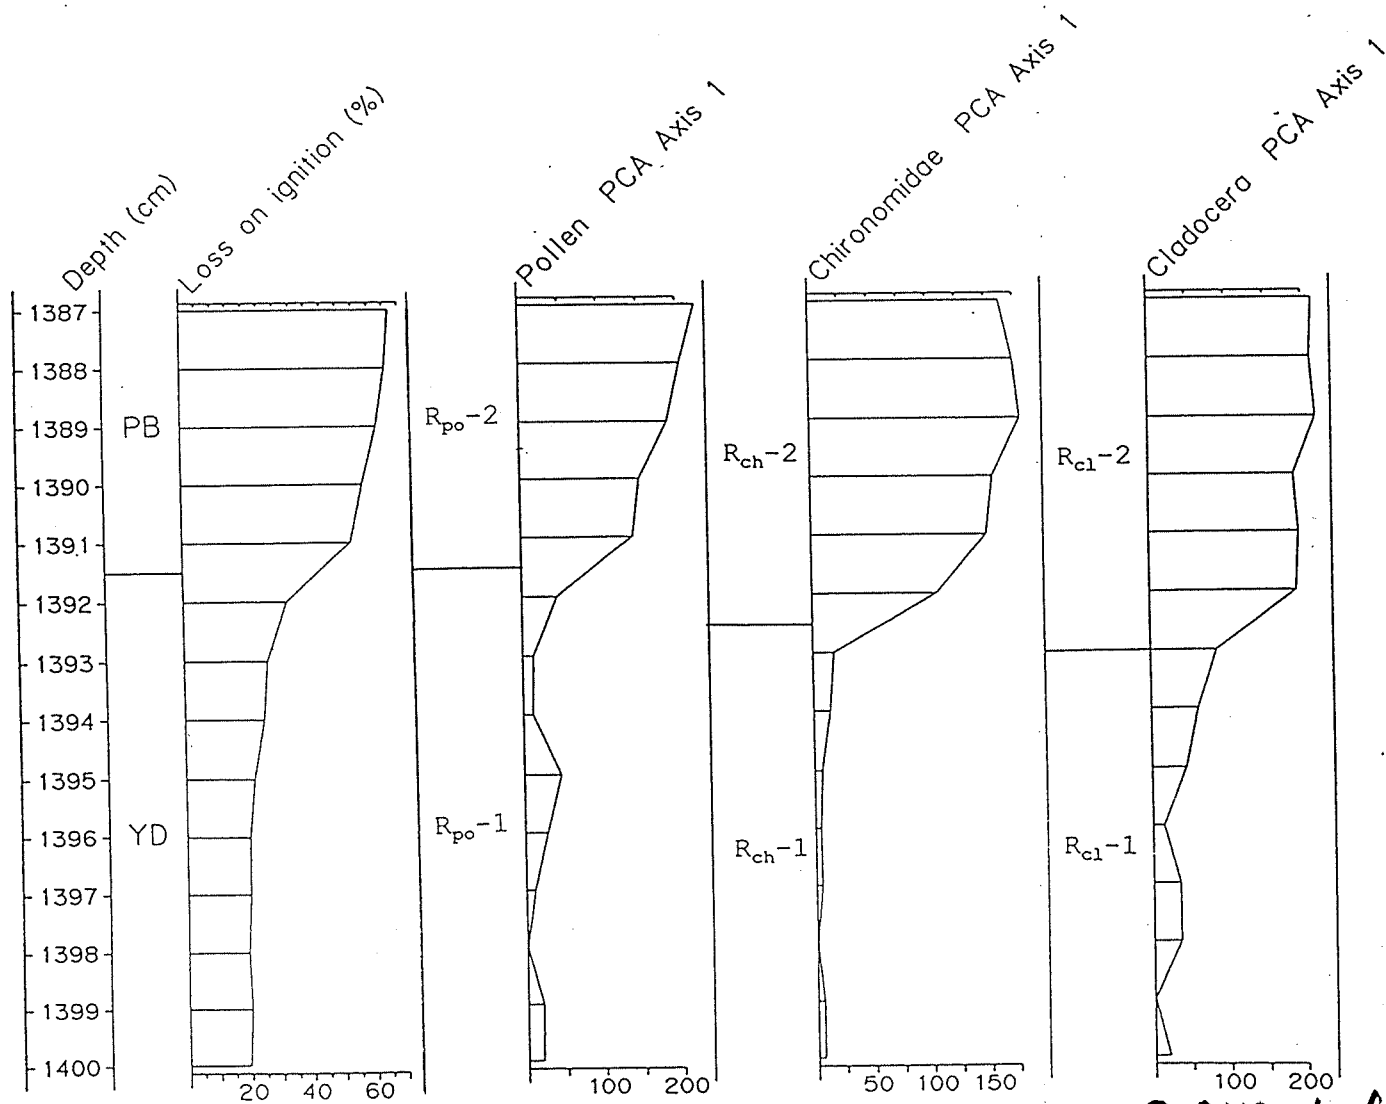 Depth (cm)
Loss on ignition (%)
Pollen PCA Axis 1
Chironomidae PCA Axis 1
Cladocera PCA Axis 1
1387
1388
1389
1390
1391
1392
1393
1394
1395
1396
1397
1398
1399
1400
PB
YD
20 40 60
Rpo-2
Rpo-1
100 200
Rch-2
Rch-1
50 100 150
Rcl-2
Rcl-1
100 200